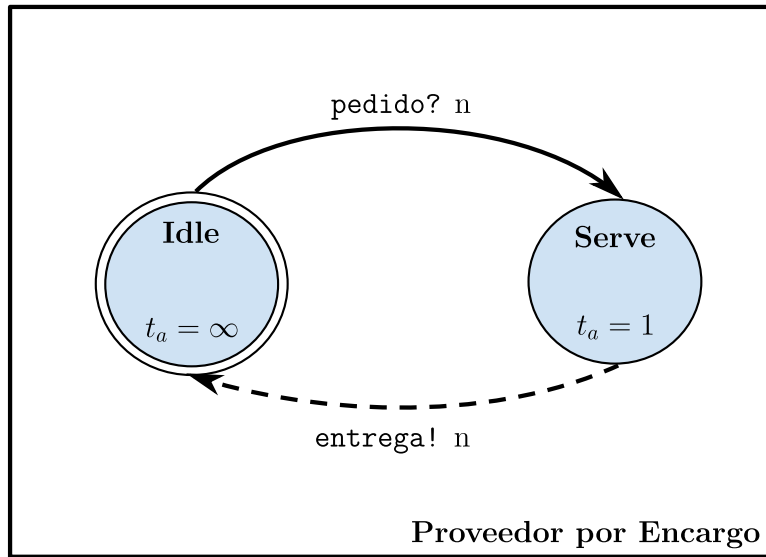 pedido? n
Idle
t_a = ∞
Serve
t_a = 1
entrega! n
Proveedor por Encargo